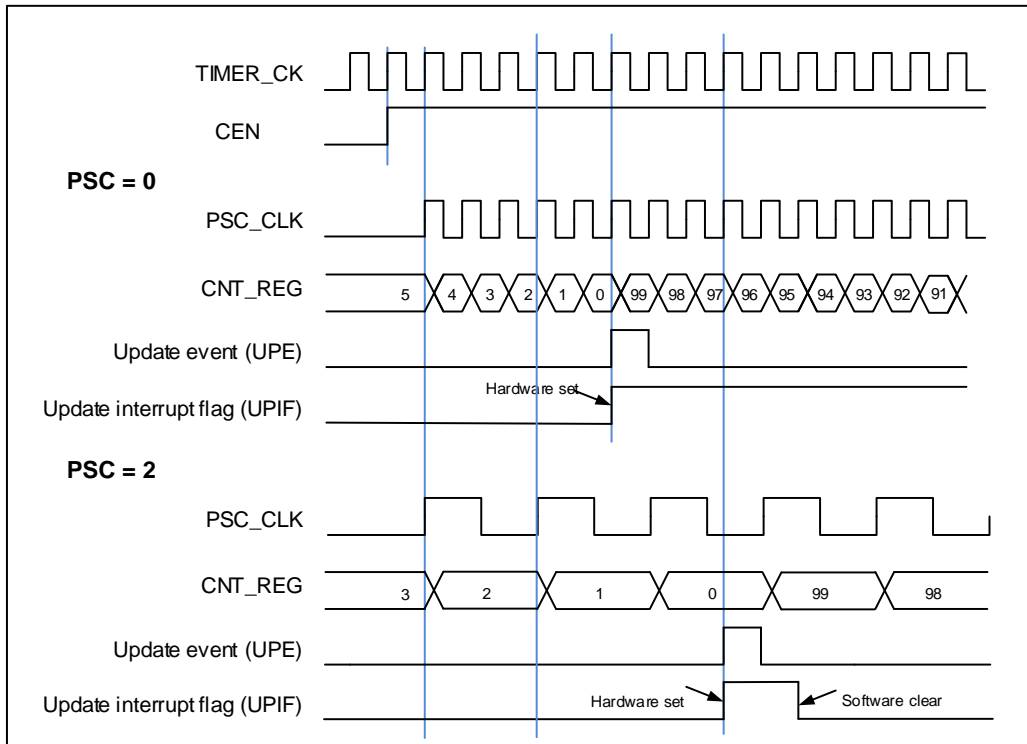 TIMER_CK
CEN
PSC = 0
PSC_CLK
CNT_REG 5 4 3 2 1 0 99 98 97 96 95 94 93 92 91
Update event (UPE)
Hardware set
Update interrupt flag (UPIF)
PSC = 2
PSC_CLK
CNT_REG 3 2 1 0 99 98
Update event (UPE)
Update interrupt flag (UPIF) Hardware set Software clear